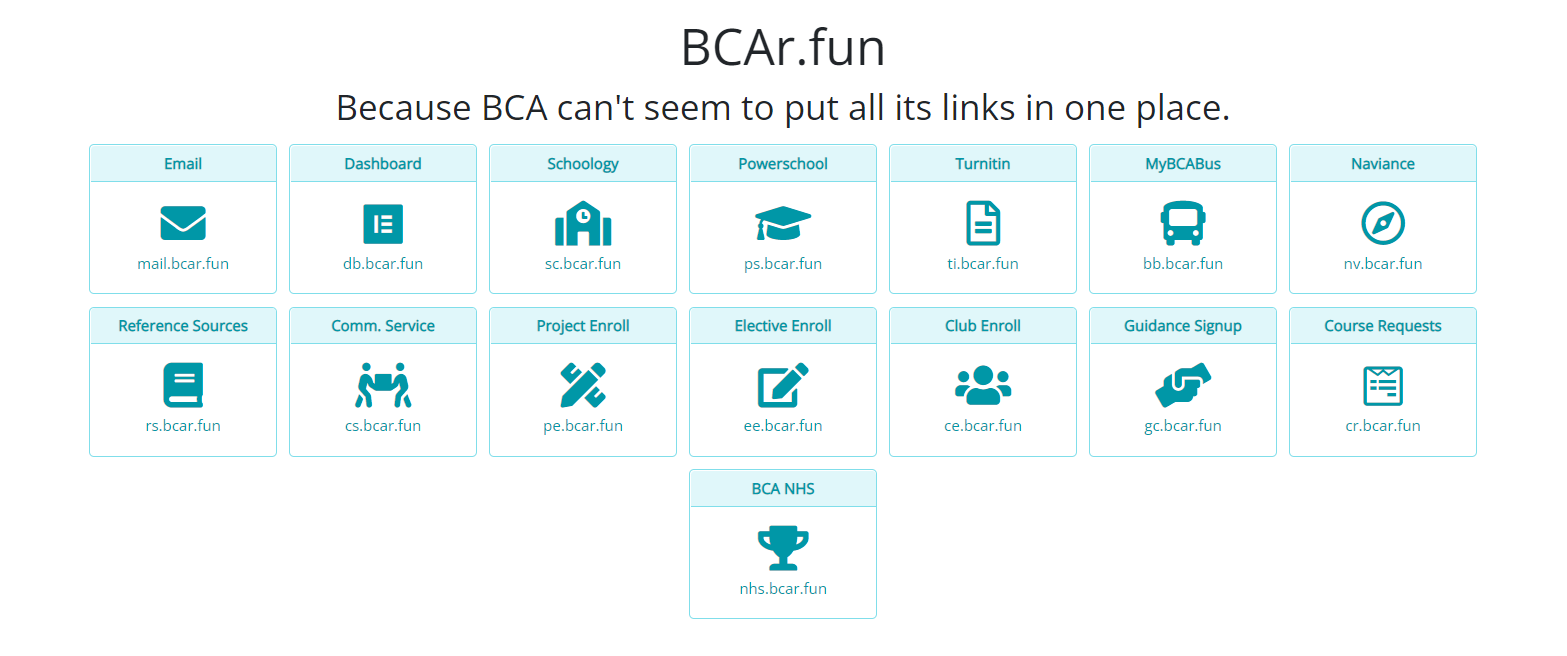 BCAr.fun
Because BCA can't seem to put all its links in one place.
Email
mail.bcar.fun
Dashboard
db.bcar.fun
Schoology
sc.bcar.fun
Powerschool
ps.bcar.fun
Turnitin
ti.bcar.fun
MyBCABus
bb.bcar.fun
Naviance
nv.bcar.fun
Reference Sources
rs.bcar.fun
Comm. Service
cs.bcar.fun
Project Enroll
pe.bcar.fun
Elective Enroll
ee.bcar.fun
Club Enroll
ce.bcar.fun
Guidance Signup
gc.bcar.fun
Course Requests
cr.bcar.fun
BCA NHS
nhs.bcar.fun